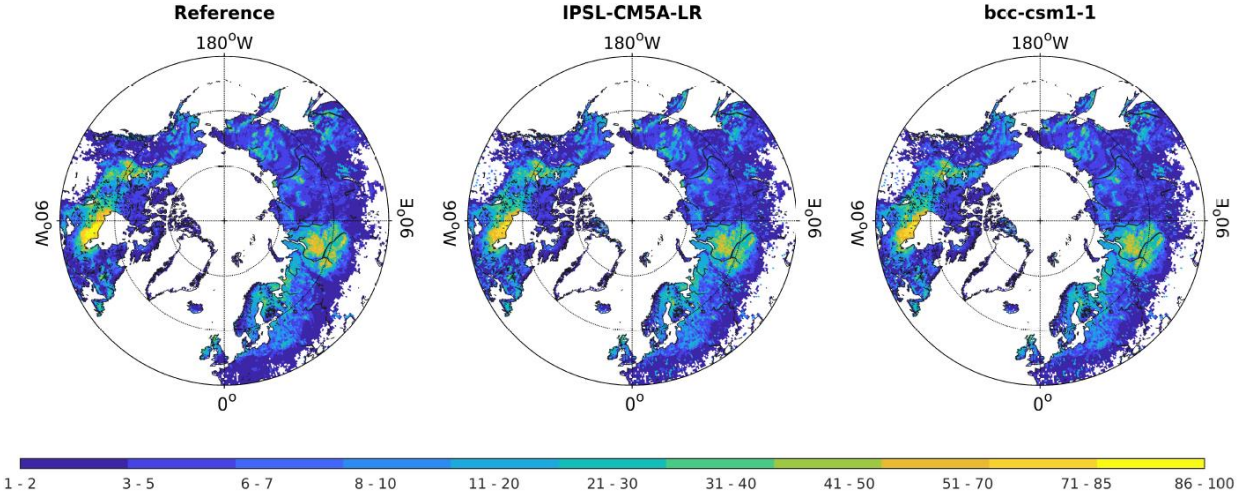 Reference IPSL-CM5A-LR bcc-csm1-1
180°W 180°W 180°W
90°W 90°E 90°W 90°E 90°W 90°E
0° 0° 0°
1 - 2 3 - 5 6 - 7 8 - 10 11 - 20 21 - 30 31 - 40 41 - 50 51 - 70 71 - 85 86 - 100